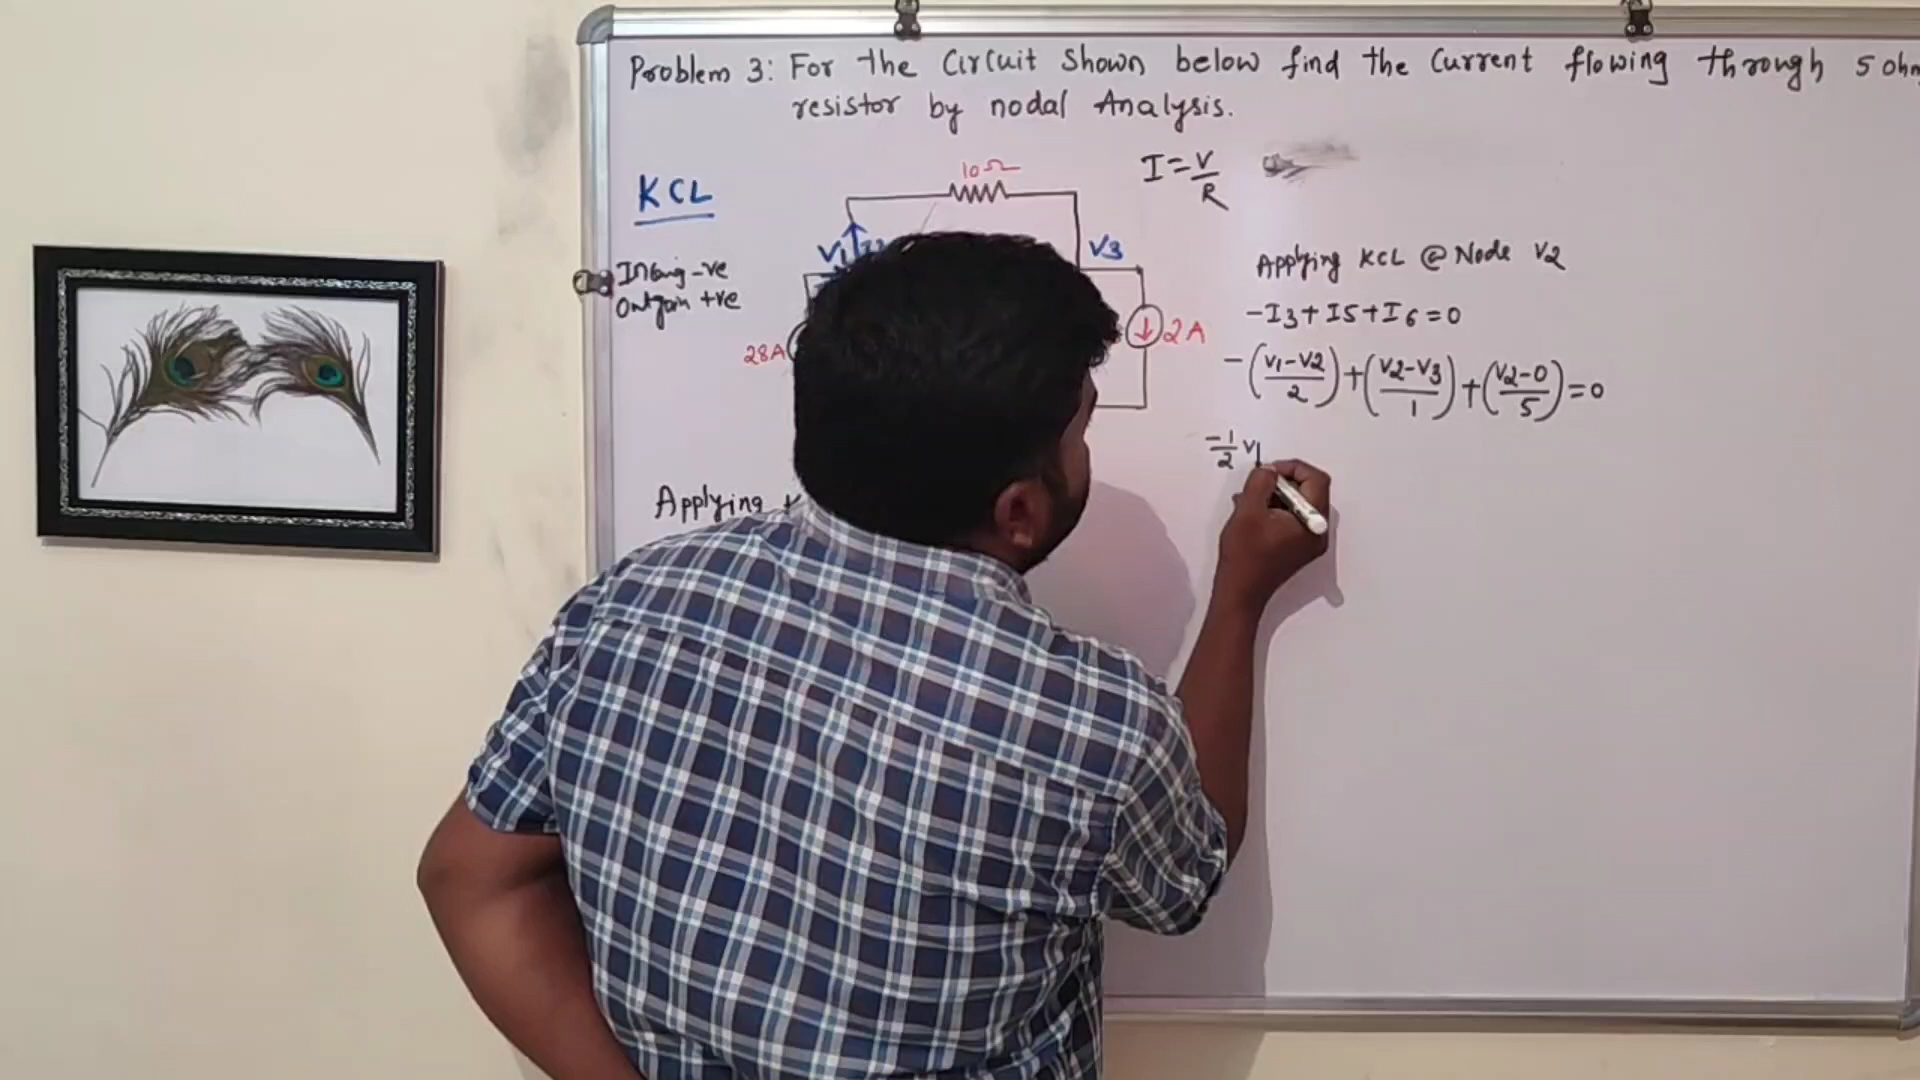 Problem 3: For the Circuit Shown below find the Current flowing through 5 ohm
resistor by nodal Analysis.
10Ω
I=V/R
KCL
V1
V3
Incoming -ve
Outgoin +ve
28A
2A
Applying
Applying KCL @ Node V2
-I3+I5+I6=0
-(V1-V2/2)+(V2-V3/1)+(V2-0/5)=0
-1/2 V1